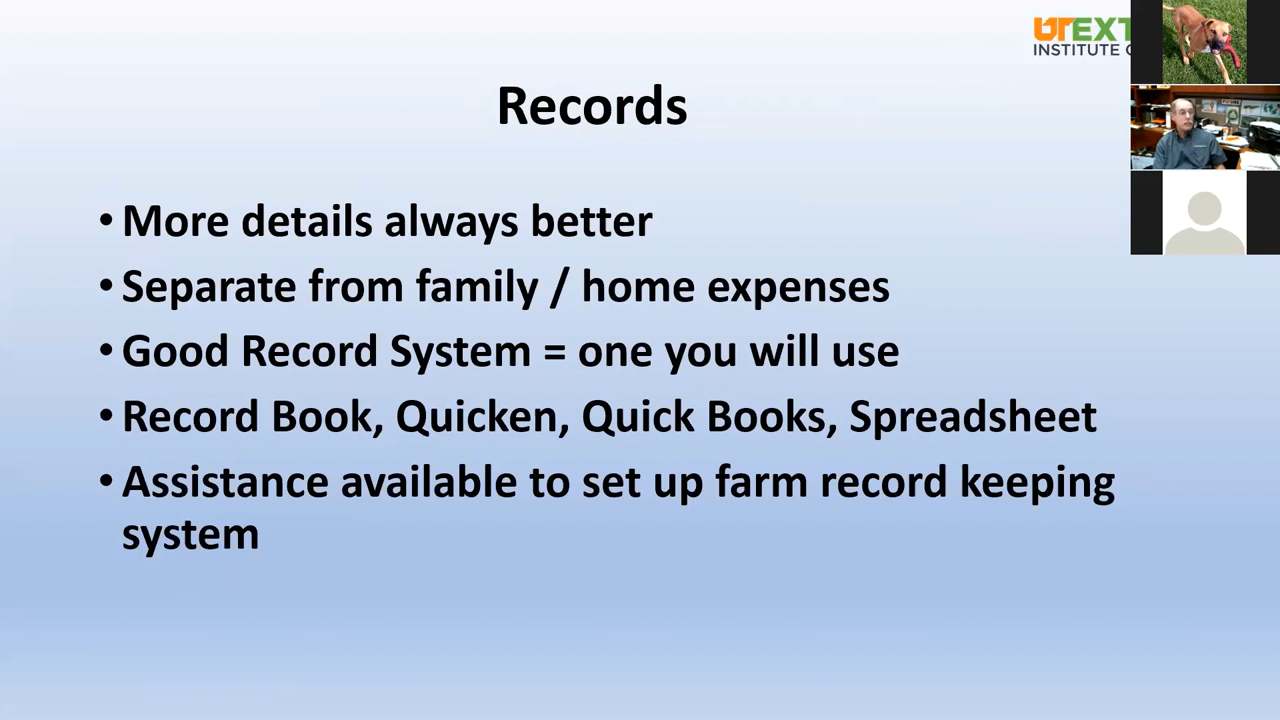 UTEXT
INSTITUTE
Records
• More details always better
• Separate from family / home expenses
• Good Record System = one you will use
• Record Book, Quicken, Quick Books, Spreadsheet
• Assistance available to set up farm record keeping
system